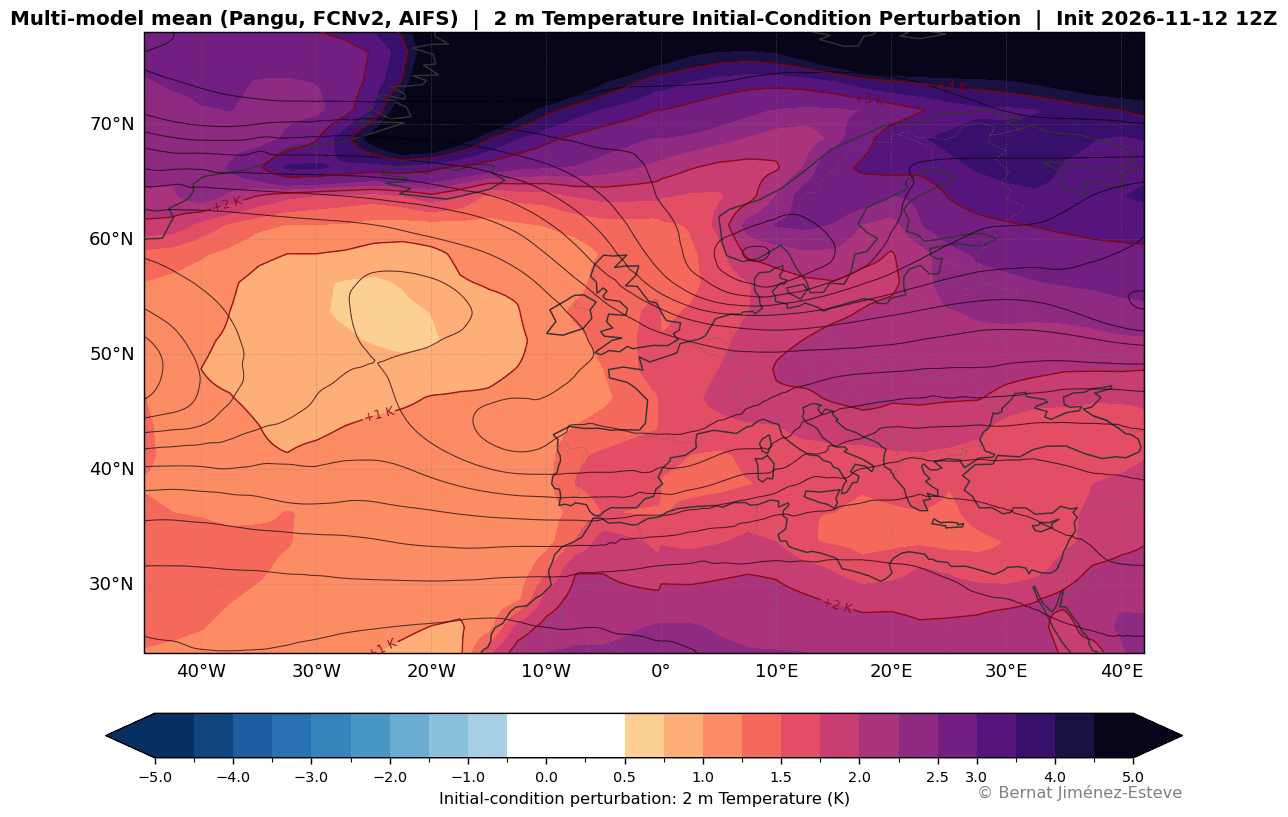 Multi-model mean (Pangu, FCNv2, AIFS) | 2 m Temperature Initial-Condition Perturbation | Init 2026-11-12 12Z
+4 K
+3 K
70°N
+2 K
60°N
50°N
+1 K
40°N
30°N
+2 K
+1 K
40°W 30°W 20°W 10°W 0° 10°E 20°E 30°E 40°E
−5.0 −4.0 −3.0 −2.0 −1.0 0.0 0.5 1.0 1.5 2.0 2.5 3.0 4.0 5.0
Initial-condition perturbation: 2 m Temperature (K)
© Bernat Jiménez-Esteve